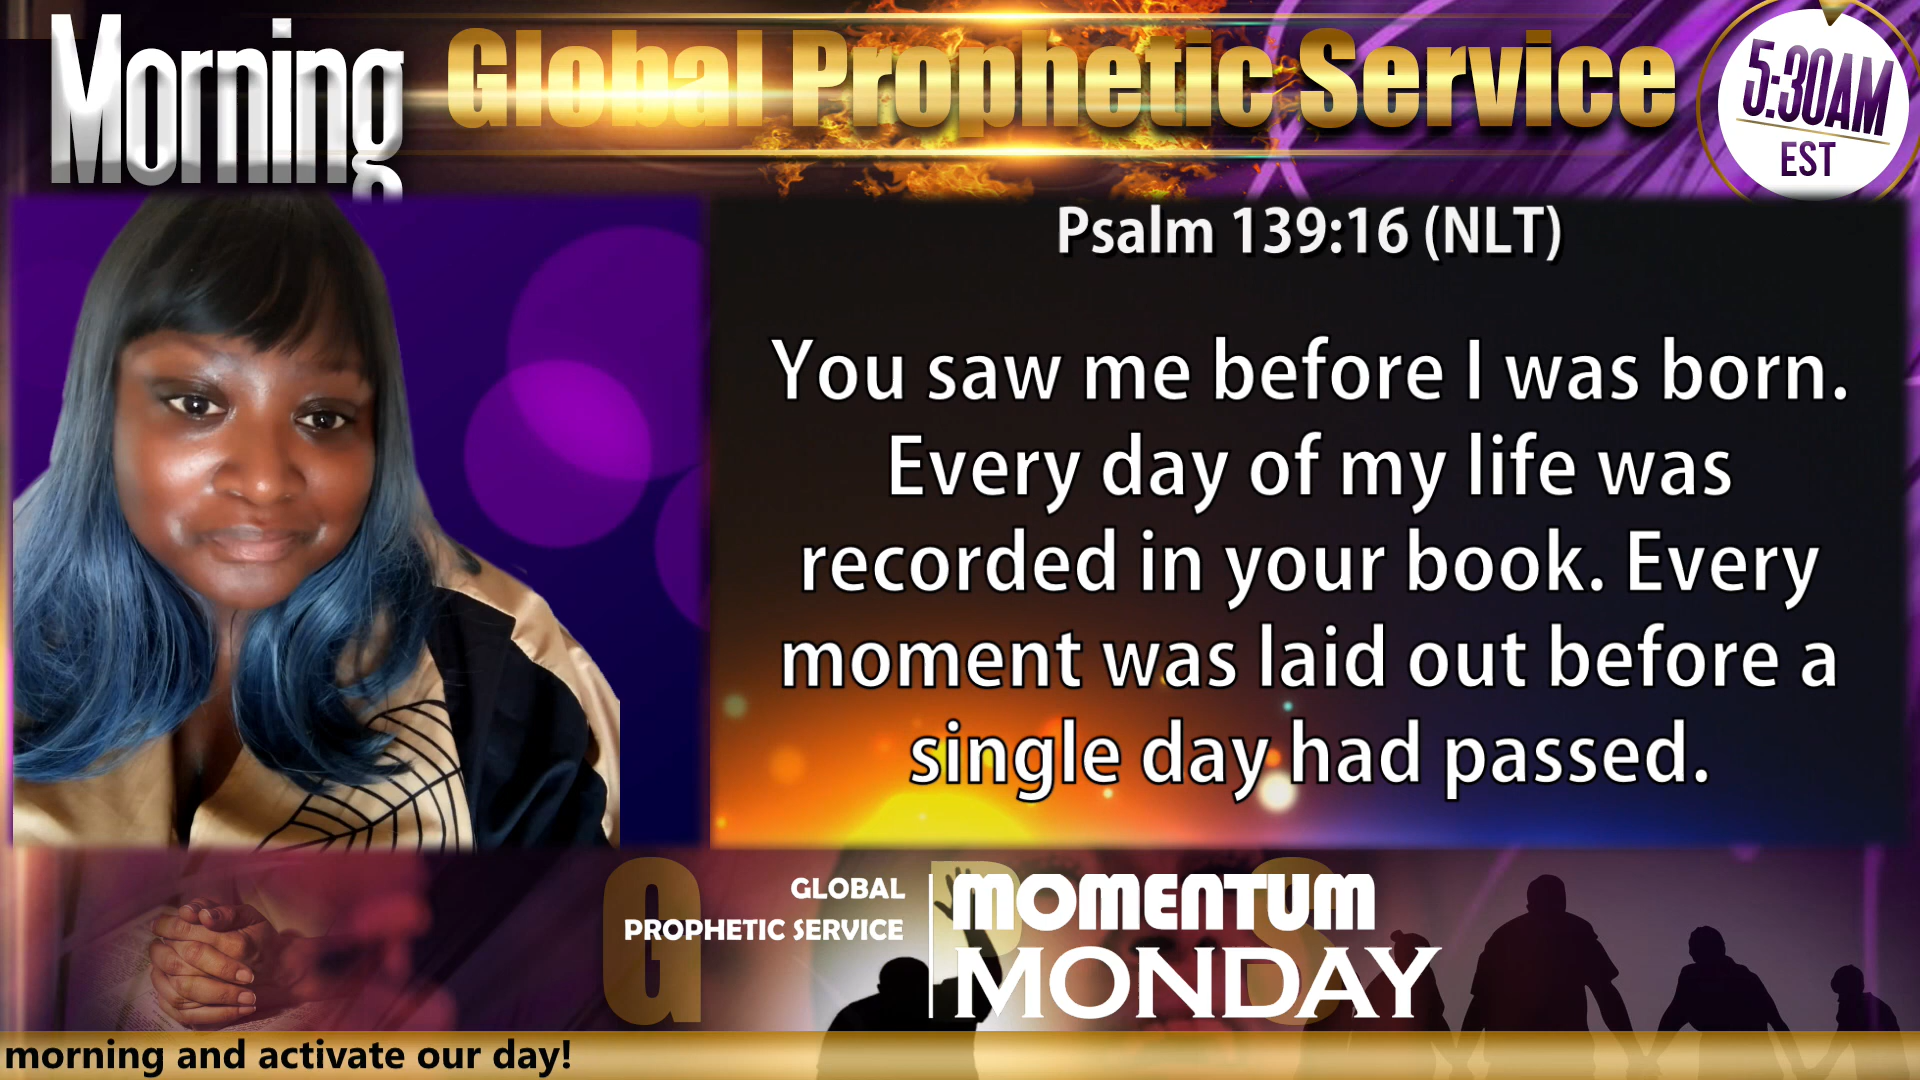 Morning Global Prophetic Service
5:30AM
EST
Psalm 139:16 (NLT)
You saw me before I was born.
Every day of my life was
recorded in your book. Every
moment was laid out before a
single day had passed.
G P S
GLOBAL
PROPHETIC SERVICE
MOMENTUM
MONDAY
morning and activate our day!